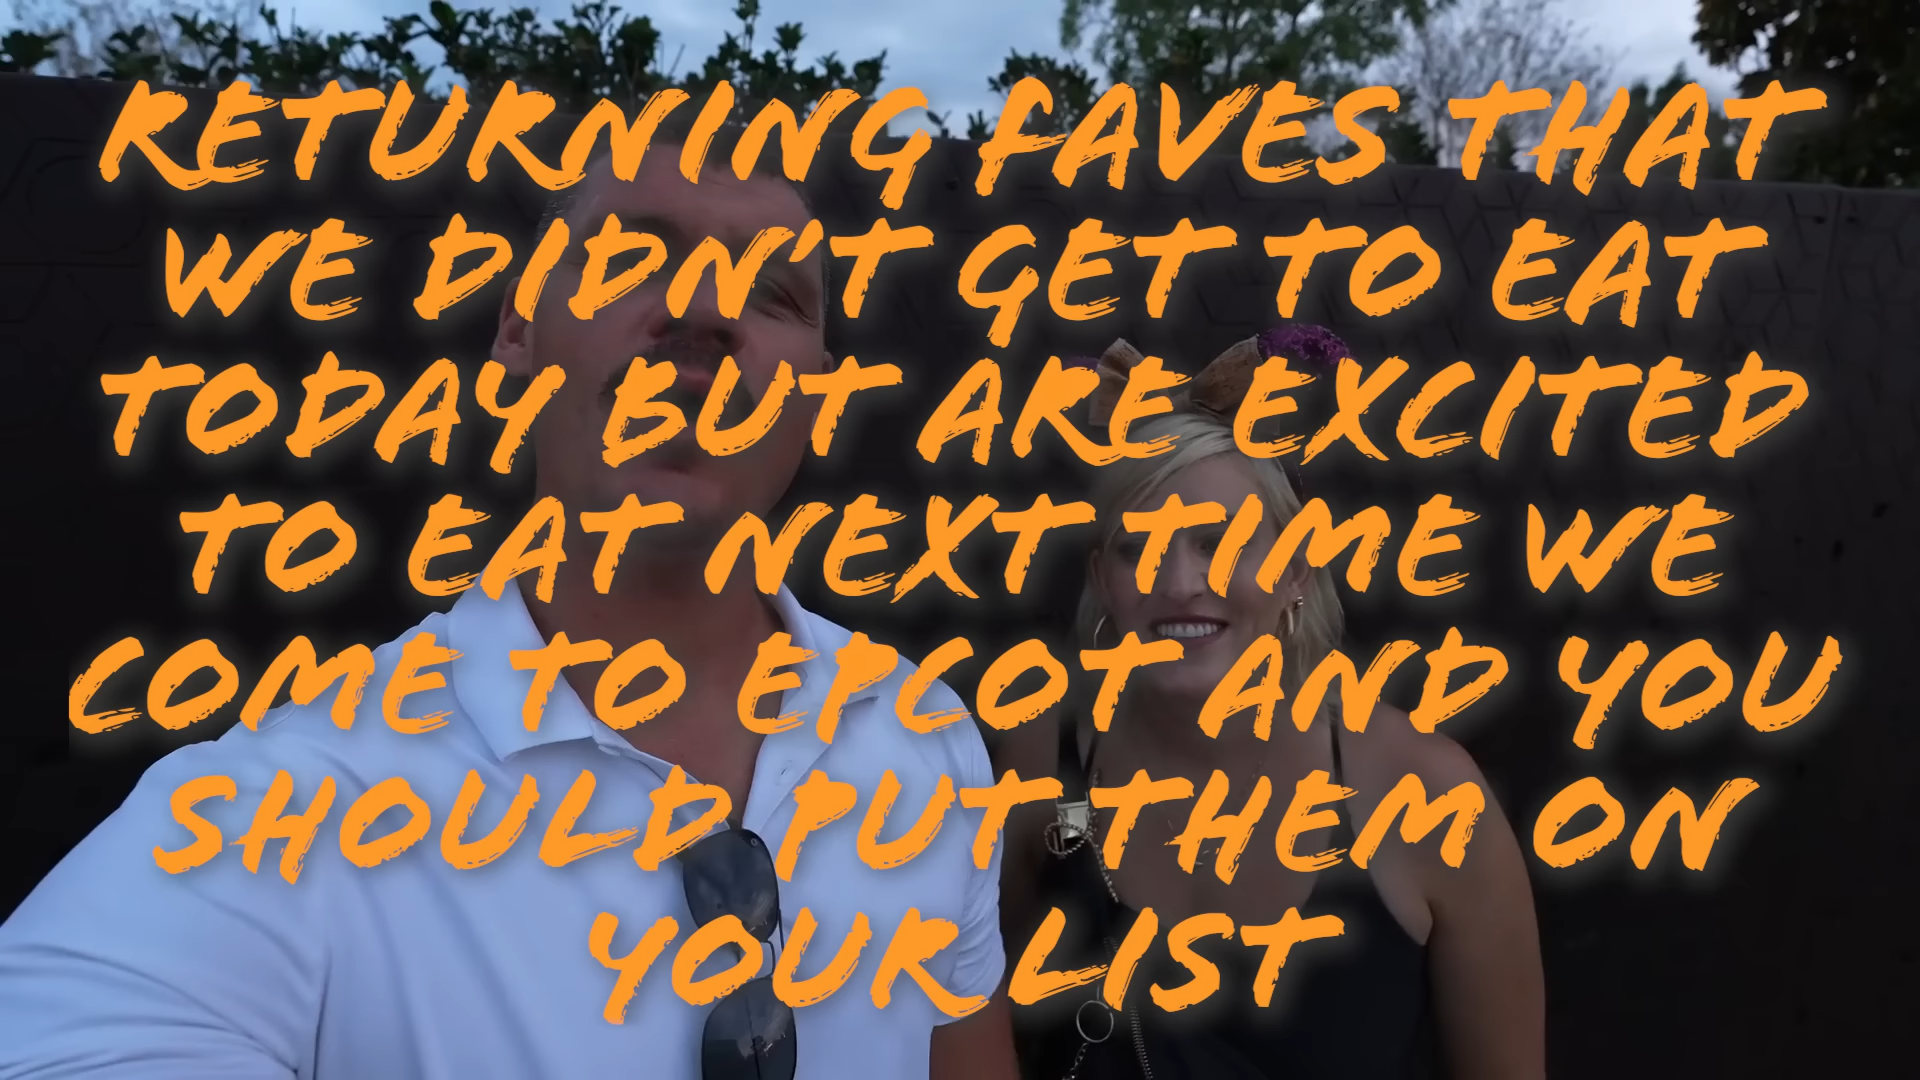 RETURNING FAVES THAT
WE DIDN'T GET TO EAT
TODAY BUT ARE EXCITED
TO EAT NEXT TIME WE
COME TO EPCOT AND YOU
SHOULD PUT THEM ON
YOUR LIST